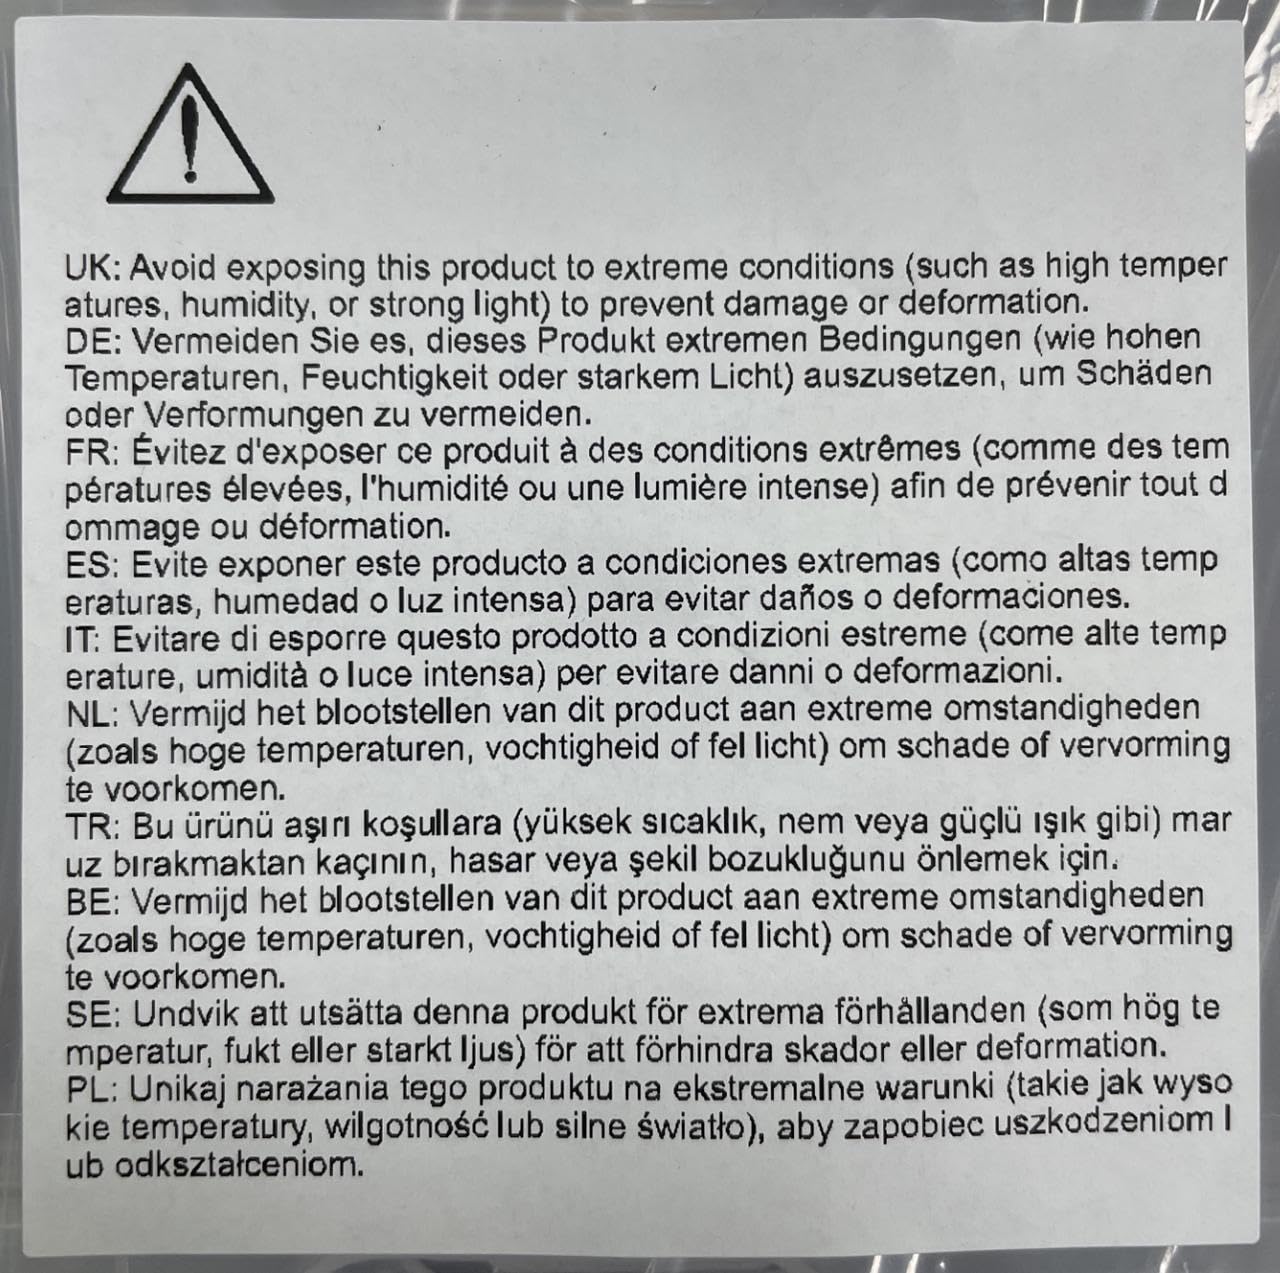 UK: Avoid exposing this product to extreme conditions (such as high temper
atures, humidity, or strong light) to prevent damage or deformation.
DE: Vermeiden Sie es, dieses Produkt extremen Bedingungen (wie hohen
Temperaturen, Feuchtigkeit oder starkem Licht) auszusetzen, um Schäden
oder Verformungen zu vermeiden.
FR: Évitez d'exposer ce produit à des conditions extrêmes (comme des tem
pératures élevées, l'humidité ou une lumière intense) afin de prévenir tout d
ommage ou déformation.
ES: Evite exponer este producto a condiciones extremas (como altas temp
eraturas, humedad o luz intensa) para evitar daños o deformaciones.
IT: Evitare di esporre questo prodotto a condizioni estreme (come alte temp
erature, umidità o luce intensa) per evitare danni o deformazioni.
NL: Vermijd het blootstellen van dit product aan extreme omstandigheden
(zoals hoge temperaturen, vochtigheid of fel licht) om schade of vervorming
te voorkomen.
TR: Bu ürünü aşırı koşullara (yüksek sıcaklık, nem veya güçlü ışık gibi) mar
uz bırakmaktan kaçının, hasar veya şekil bozukluğunu önlemek için.
BE: Vermijd het blootstellen van dit product aan extreme omstandigheden
(zoals hoge temperaturen, vochtigheid of fel licht) om schade of vervorming
te voorkomen.
SE: Undvik att utsätta denna produkt för extrema förhållanden (som hög te
mperatur, fukt eller starkt ljus) för att förhindra skador eller deformation.
PL: Unikaj narażania tego produktu na ekstremalne warunki (takie jak wyso
kie temperatury, wilgotność lub silne światło), aby zapobiec uszkodzeniom l
ub odkształceniom.